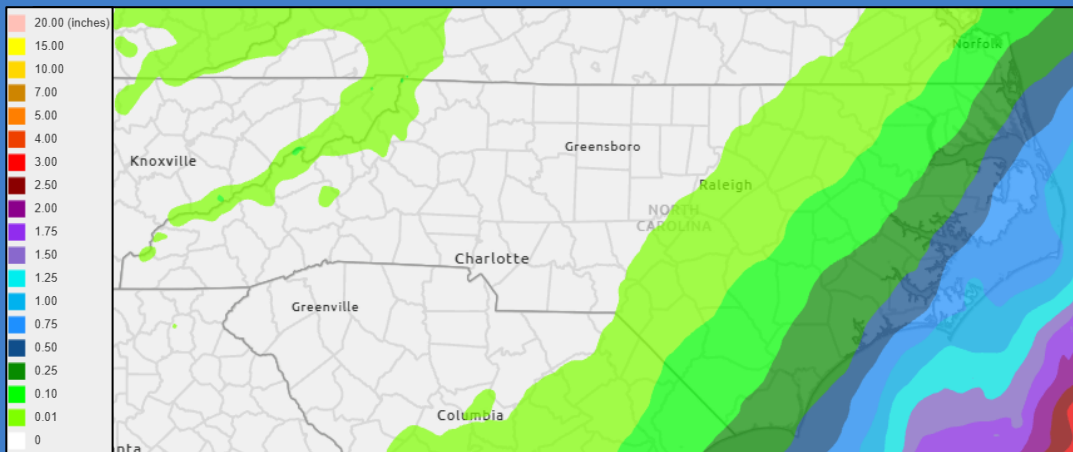 20.00 (inches)
15.00
10.00
7.00
5.00
4.00
3.00
2.50
2.00
1.75
1.50
1.25
1.00
0.75
0.50
0.25
0.10
0.01
0
Norfolk
Knoxville
Greensboro
Raleigh
NORTH
CAROLINA
Charlotte
Greenville
Columbia
nta